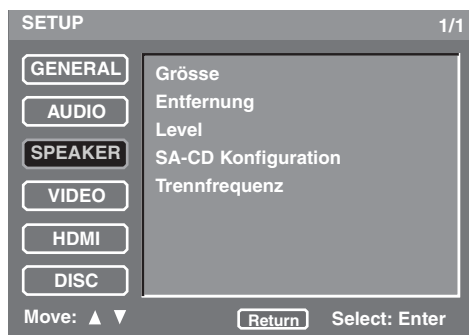 SETUP 1/1
GENERAL
AUDIO
SPEAKER
VIDEO
HDMI
DISC
Grösse
Entfernung
Level
SA-CD Konfiguration
Trennfrequenz
Move: ▲ ▼ Return Select: Enter